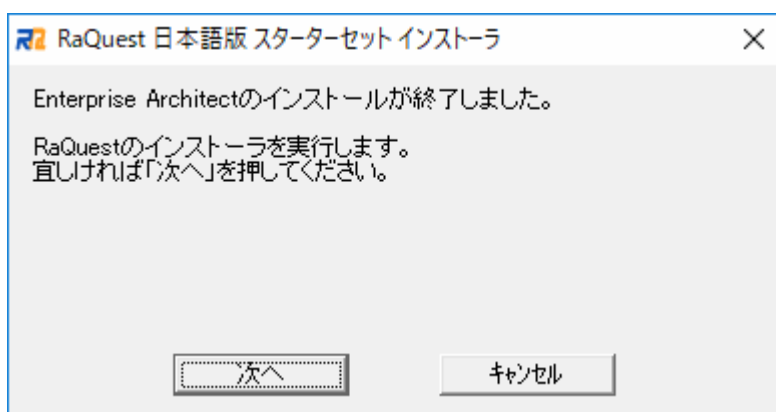 RaQuest 日本語版 スターターセット インストーラ
Enterprise Architectのインストールが終了しました。
RaQuestのインストーラを実行します。
宜しければ「次へ」を押してください。
次へ
キャンセル